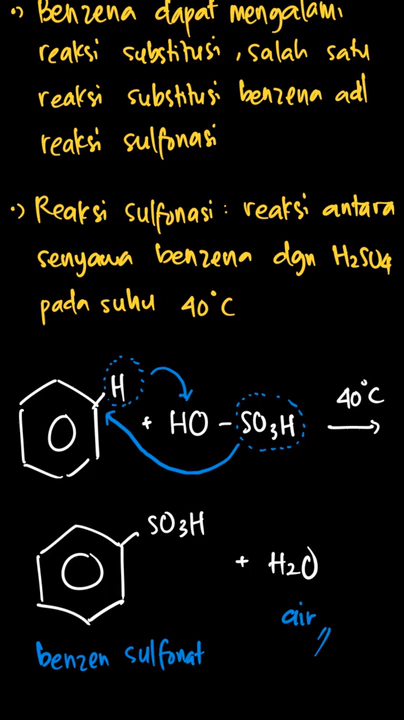 •) Benzena dapat mengalami
reaksi substitusi, salah satu
reaksi substitusi benzena adl
reaksi sulfonasi
•) Reaksi sulfonasi : reaksi antara
senyawa benzena dgn H₂SO₄
pada suhu 40°C
H + HO - SO₃H 40°C
SO₃H
+ H₂O
benzen sulfonat air